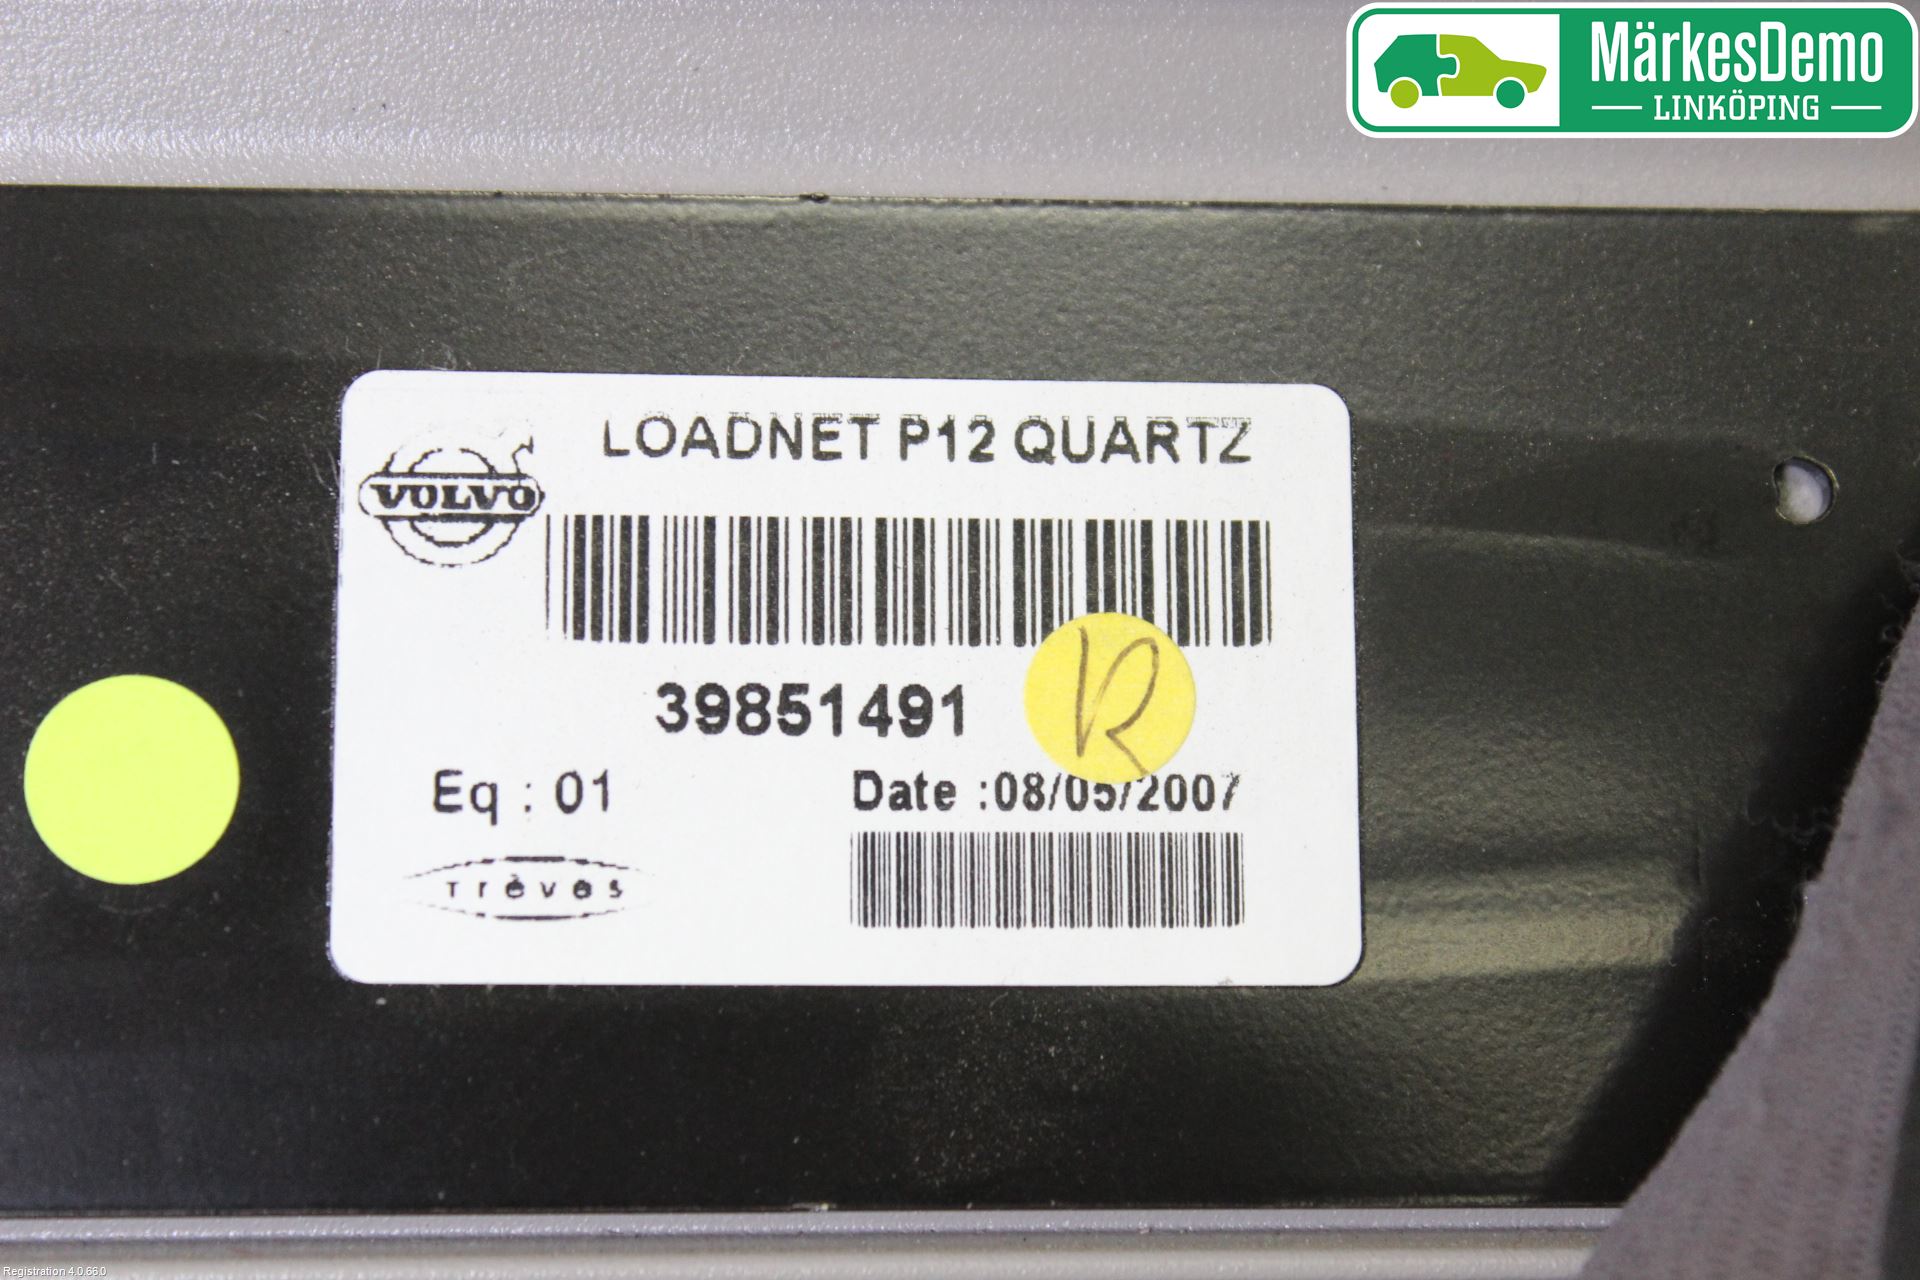 MärkesDemo
LINKÖPING
LOADNET P12 QUARTZ
VOLVO
39851491
R
Eq : 01
Date :08/05/2007
Trèves
Registration 4.0.66.0